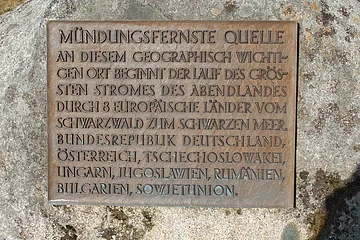 MÜNDUNGSFERNSTE QUELLE
AN DIESEM GEOGRAPHISCH WICHTI-
GEN ORT BEGINNT DER LAUF DES GRÖS-
STEN STROMES DES ABENDLANDES
DURCH 8 EUROPÄISCHE LÄNDER VOM
SCHWARZWALD ZUM SCHWARZEN MEER.
BUNDESREPUBLIK DEUTSCHLAND,
ÖSTERREICH, TSCHECHOSLOWAKEI,
UNGARN, JUGOSLAWIEN, RUMÄNIEN,
BULGARIEN, SOWJETUNION.